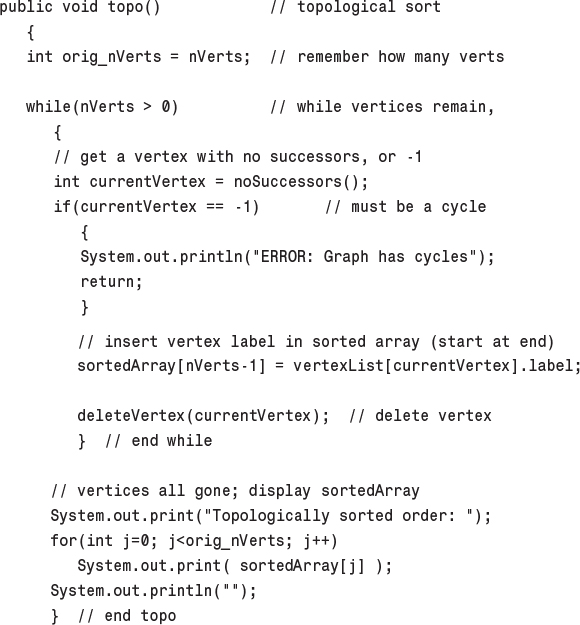 public void topo() // topological sort
{
int orig_nVerts = nVerts; // remember how many verts
while(nVerts > 0) // while vertices remain,
{
// get a vertex with no successors, or -1
int currentVertex = noSuccessors();
if(currentVertex == -1) // must be a cycle
{
System.out.println("ERROR: Graph has cycles");
return;
}
// insert vertex label in sorted array (start at end)
sortedArray[nVerts-1] = vertexList[currentVertex].label;
deleteVertex(currentVertex); // delete vertex
} // end while
// vertices all gone; display sortedArray
System.out.print("Topologically sorted order: ");
for(int j=0; j<orig_nVerts; j++)
System.out.print( sortedArray[j] );
System.out.println("");
} // end topo